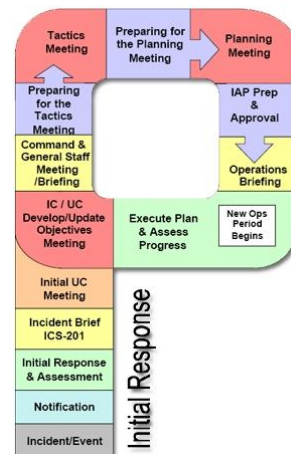 Tactics
Meeting
Preparing for
the Planning
Meeting
Planning
Meeting
Preparing for
the Tactics
Meeting
IAP Prep
&
Approval
Command &
General Staff
Meeting
/Briefing
Operations
Briefing
IC / UC
Develop/Update
Objectives
Meeting
Execute Plan
& Assess
Progress
New Ops
Period
Begins
Initial UC
Meeting
Incident Brief
ICS-201
Initial Response
& Assessment
Notification
Incident/Event
Initial Response